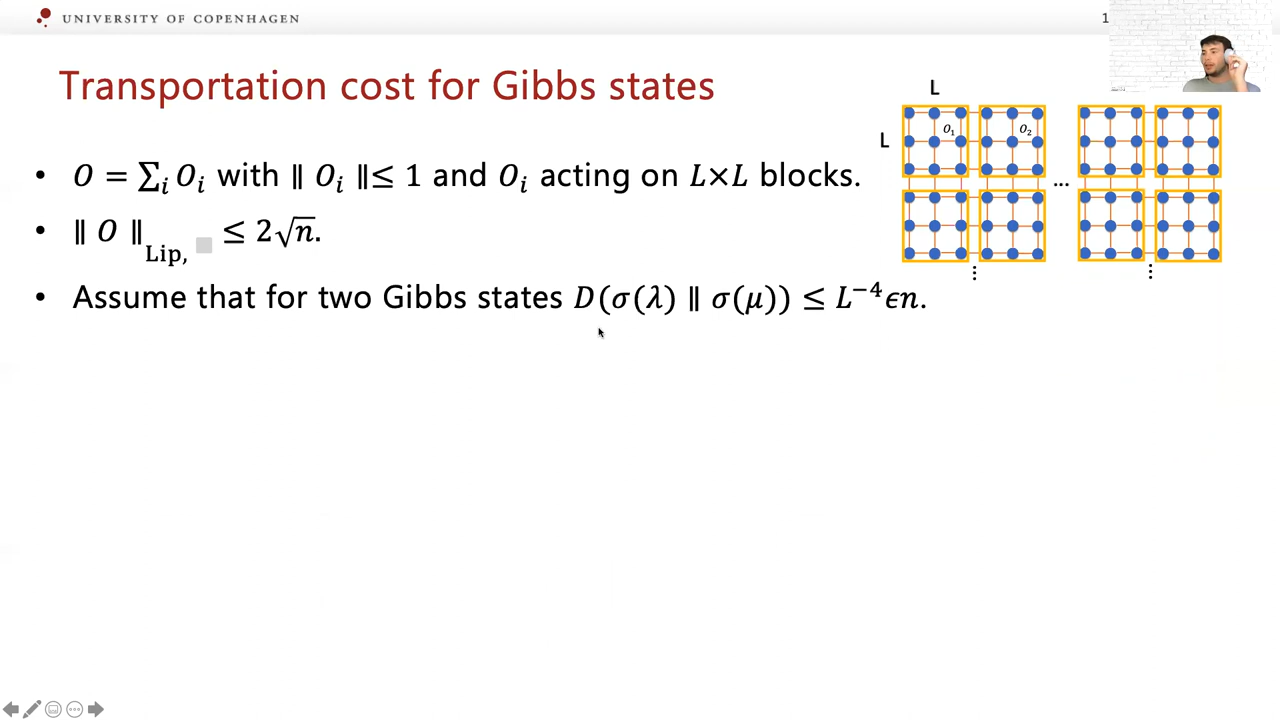 UNIVERSITY OF COPENHAGEN
1
Transportation cost for Gibbs states
L
L
O₁
O₂
...
• O = ∑ᵢ Oᵢ with ∥ Oᵢ ∥≤ 1 and Oᵢ acting on L×L blocks.
• ∥ O ∥_Lip, ≤ 2√n.
• Assume that for two Gibbs states D(σ(λ) ∥ σ(μ)) ≤ L⁻⁴ϵn.